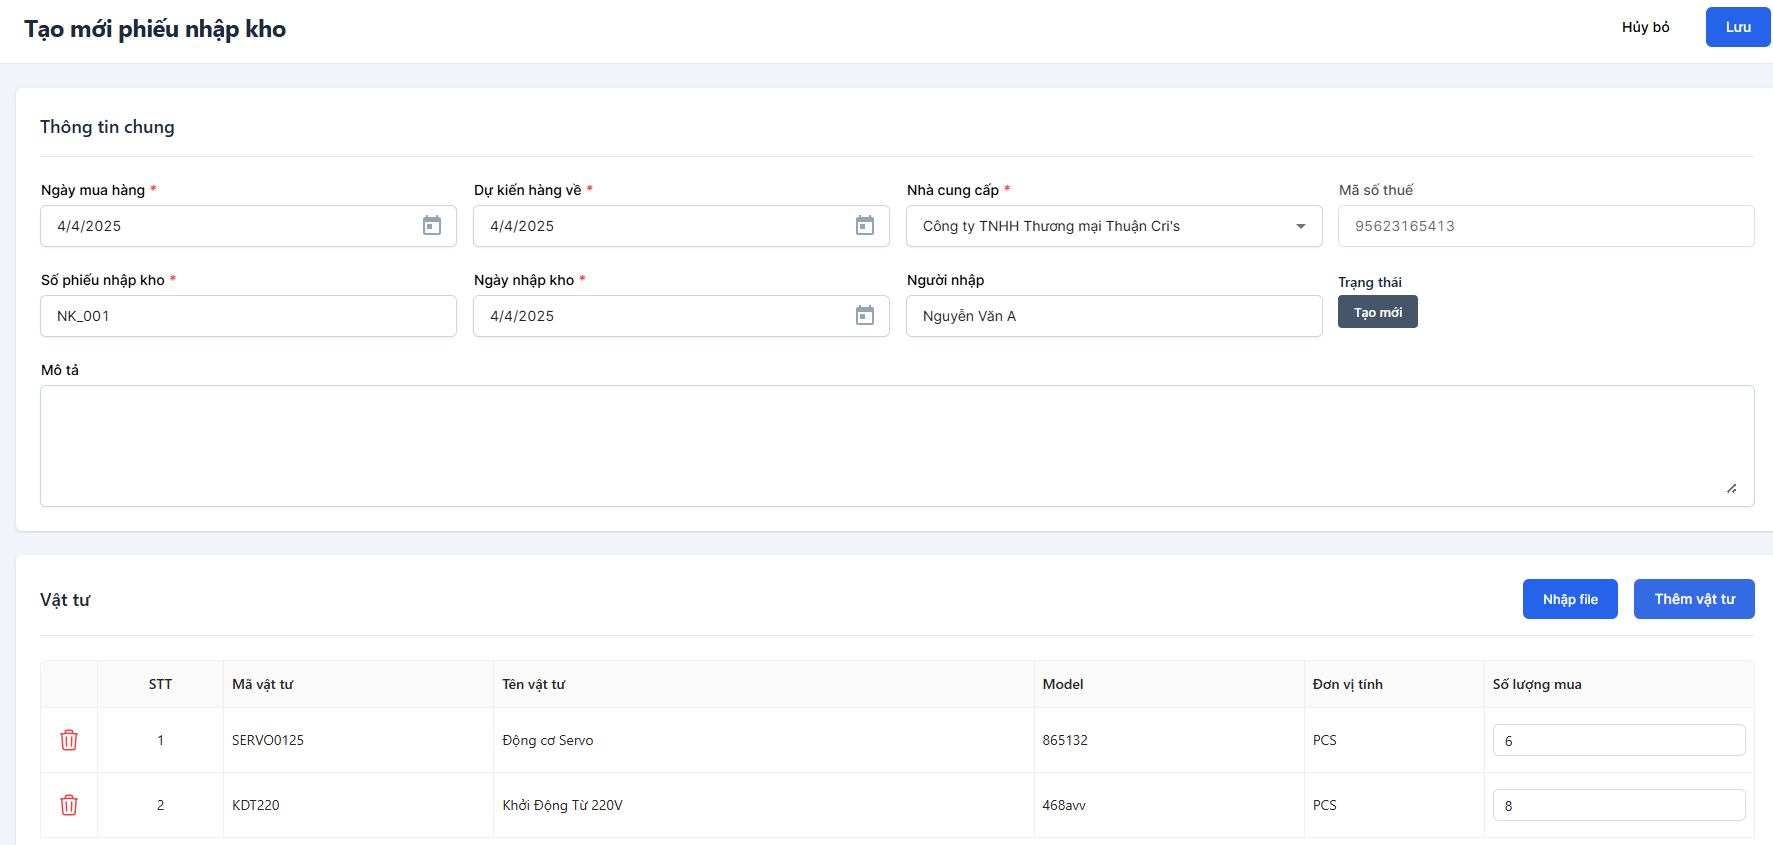 Tạo mới phiếu nhập kho
Hủy bỏ
Lưu
Thông tin chung
Ngày mua hàng *
Dự kiến hàng về *
Nhà cung cấp *
Mã số thuế
4/4/2025
4/4/2025
Công ty TNHH Thương mại Thuận Cri's
95623165413
Số phiếu nhập kho *
Ngày nhập kho *
Người nhập
Trạng thái
NK_001
4/4/2025
Nguyễn Văn A
Tạo mới
Mô tả
Vật tư
Nhập file
Thêm vật tư
STT
Mã vật tư
Tên vật tư
Model
Đơn vị tính
Số lượng mua
1
SERVO0125
Động cơ Servo
865132
PCS
6
2
KDT220
Khởi Động Từ 220V
468avv
PCS
8